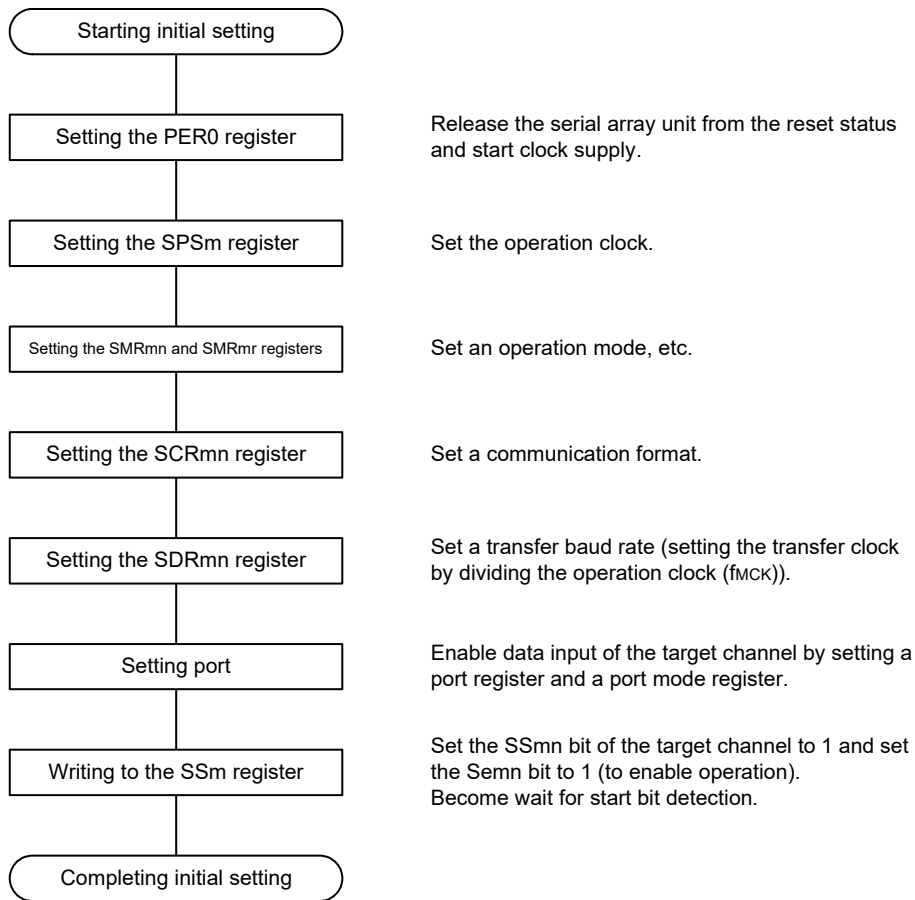 Starting initial setting
Setting the PER0 register
Release the serial array unit from the reset status
and start clock supply.
Setting the SPSm register
Set the operation clock.
Setting the SMRmn and SMRmr registers
Set an operation mode, etc.
Setting the SCRmn register
Set a communication format.
Setting the SDRmn register
Set a transfer baud rate (setting the transfer clock
by dividing the operation clock (fMCK)).
Setting port
Enable data input of the target channel by setting a
port register and a port mode register.
Writing to the SSm register
Set the SSmn bit of the target channel to 1 and set
the Semn bit to 1 (to enable operation).
Become wait for start bit detection.
Completing initial setting